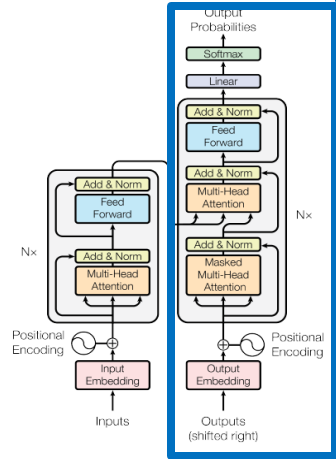 Output
Probabilities
Softmax
Linear
Add & Norm
Feed
Forward
Add & Norm
Multi-Head
Attention
Add & Norm
Masked
Multi-Head
Attention
N×
Positional
Encoding
Output
Embedding
Outputs
(shifted right)
Add & Norm
Feed
Forward
Add & Norm
Multi-Head
Attention
N×
Positional
Encoding
Input
Embedding
Inputs